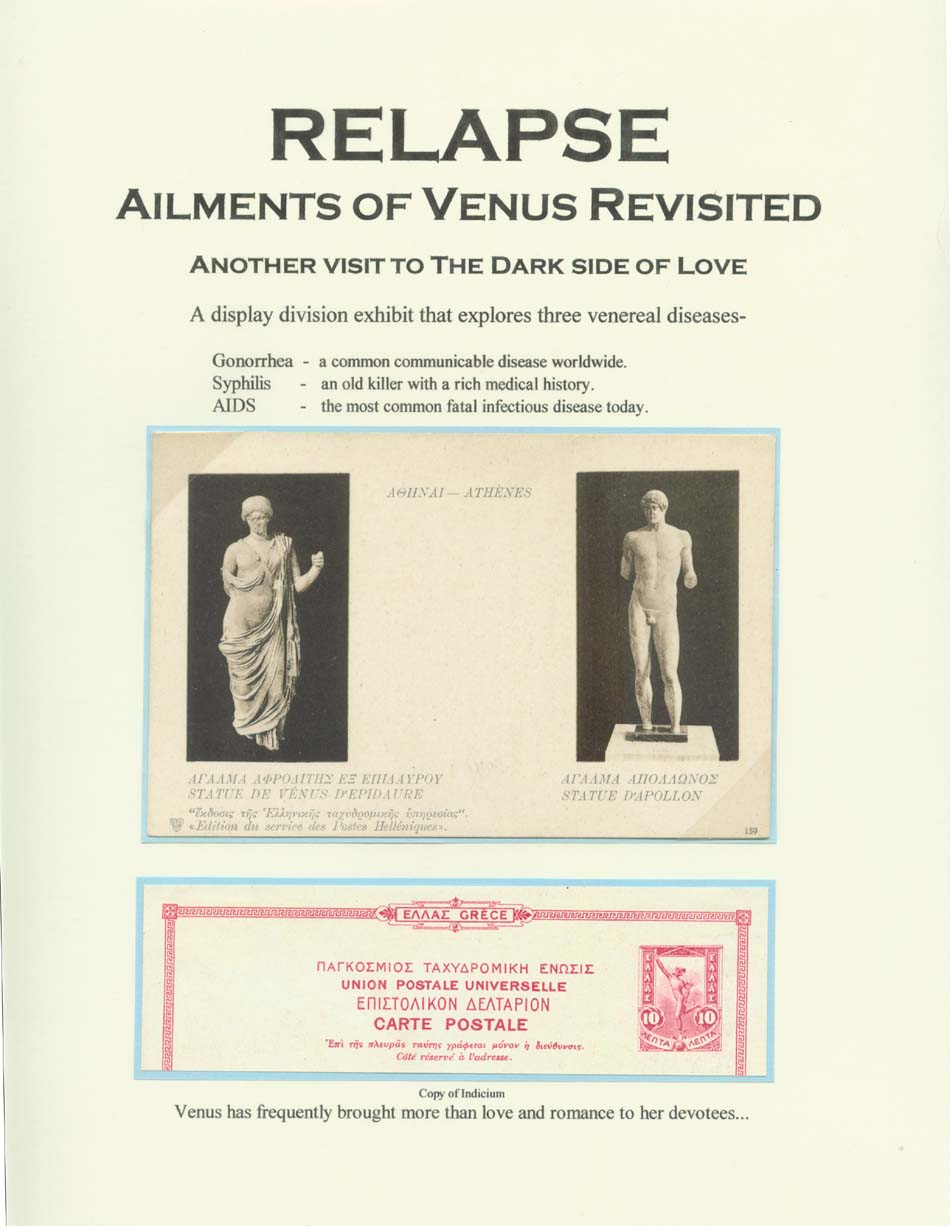 RELAPSE
AILMENTS OF VENUS REVISITED
ANOTHER VISIT TO THE DARK SIDE OF LOVE
A display division exhibit that explores three venereal diseases-
Gonorrhea - a common communicable disease worldwide.
Syphilis - an old killer with a rich medical history.
AIDS - the most common fatal infectious disease today.
ΑΘΗΝΑΙ — ATHÈNES
ΑΓΑΛΜΑ ΑΦΡΟΔΙΤΗΣ ΕΞ ΕΠΙΔΑΥΡΟΥ
STATUE DE VÉNUS D'EPIDAURE
"Ἔκδοσις τῆς Ἑλληνικῆς ταχυδρομικῆς ὑπηρεσίας".
«Edition du service des Postes Helléniques».
ΑΓΑΛΜΑ ΑΠΟΛΛΩΝΟΣ
STATUE D'APOLLON
159
ΕΛΛΑΣ GRÈCE
ΠΑΓΚΟΣΜΙΟΣ ΤΑΧΥΔΡΟΜΙΚΗ ΕΝΩΣΙΣ
UNION POSTALE UNIVERSELLE
ΕΠΙΣΤΟΛΙΚΟΝ ΔΕΛΤΑΡΙΟΝ
CARTE POSTALE
Ἐπὶ τῆς πλευρᾶς ταύτης γράφεται μόνον ἡ διεύθυνσις.
Côté réservé à l'adresse.
ΕΛΛΑΣ ΕΛΛΑΣ
10 10
ΛΕΠΤΑ ΛΕΠΤΑ
Copy of Indicium
Venus has frequently brought more than love and romance to her devotees...